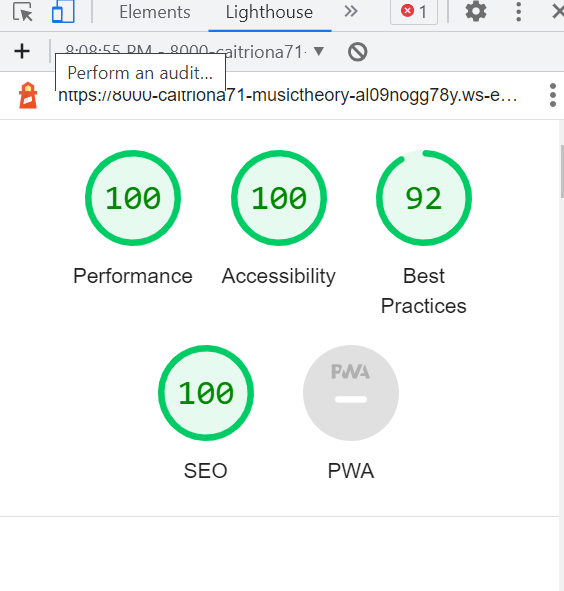 Elements Lighthouse » 1
8:08:55 PM - 8000-caitriona71-
Perform an audit...
https://8000-caitriona71-musictheory-al09nogg78y.ws-e...
100 100 92
Performance Accessibility Best
Practices
100 PWA
SEO PWA